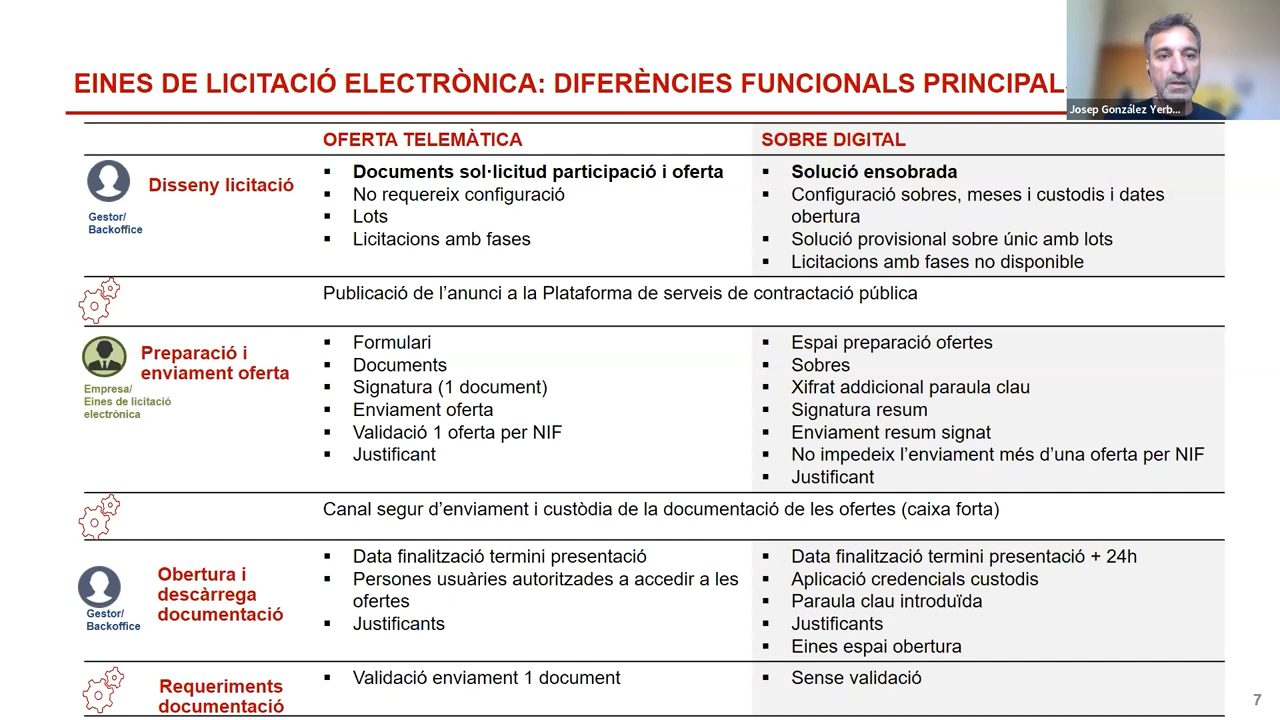 EINES DE LICITACIÓ ELECTRÒNICA: DIFERÈNCIES FUNCIONALS PRINCIPALS
Josep González Yerb...
OFERTA TELEMÀTICA
SOBRE DIGITAL
Disseny licitació
Gestor/
Backoffice
▪ Documents sol·licitud participació i oferta
▪ No requereix configuració
▪ Lots
▪ Licitacions amb fases
▪ Solució ensobrada
▪ Configuració sobres, meses i custodis i dates
obertura
▪ Solució provisional sobre únic amb lots
▪ Licitacions amb fases no disponible
Publicació de l’anunci a la Plataforma de serveis de contractació pública
Preparació i
enviament oferta
Empresa/
Eines de licitació
electrònica
▪ Formulari
▪ Documents
▪ Signatura (1 document)
▪ Enviament oferta
▪ Validació 1 oferta per NIF
▪ Justificant
▪ Espai preparació ofertes
▪ Sobres
▪ Xifrat addicional paraula clau
▪ Signatura resum
▪ Enviament resum signat
▪ No impedeix l’enviament més d’una oferta per NIF
▪ Justificant
Canal segur d’enviament i custòdia de la documentació de les ofertes (caixa forta)
Obertura i
descàrrega
documentació
Gestor/
Backoffice
▪ Data finalització termini presentació
▪ Persones usuàries autoritzades a accedir a les
ofertes
▪ Justificants
▪ Data finalització termini presentació + 24h
▪ Aplicació credencials custodis
▪ Paraula clau introduïda
▪ Justificants
▪ Eines espai obertura
Requeriments
documentació
▪ Validació enviament 1 document
▪ Sense validació
7